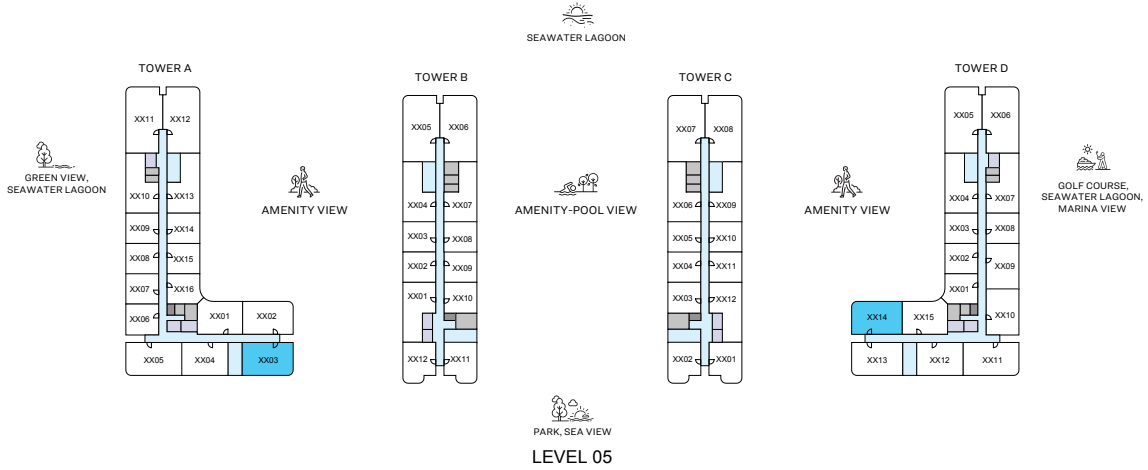 SEAWATER LAGOON
TOWER A
TOWER B
TOWER C
TOWER D
XX11 XX12
XX05 XX06
XX07 XX08
XX05 XX06
GREEN VIEW,
SEAWATER LAGOON
AMENITY VIEW
AMENITY-POOL VIEW
AMENITY VIEW
GOLF COURSE,
SEAWATER LAGOON,
MARINA VIEW
XX10 XX13
XX09 XX14
XX08 XX15
XX07 XX16
XX06 XX01 XX02
XX05 XX04 XX03
XX04 XX07
XX03 XX08
XX02 XX09
XX01 XX10
XX12 XX11
XX06 XX09
XX05 XX10
XX04 XX11
XX03 XX12
XX02 XX01
XX04 XX07
XX03 XX08
XX02 XX09
XX01
XX14 XX15 XX10
XX13 XX12 XX11
PARK, SEA VIEW
LEVEL 05